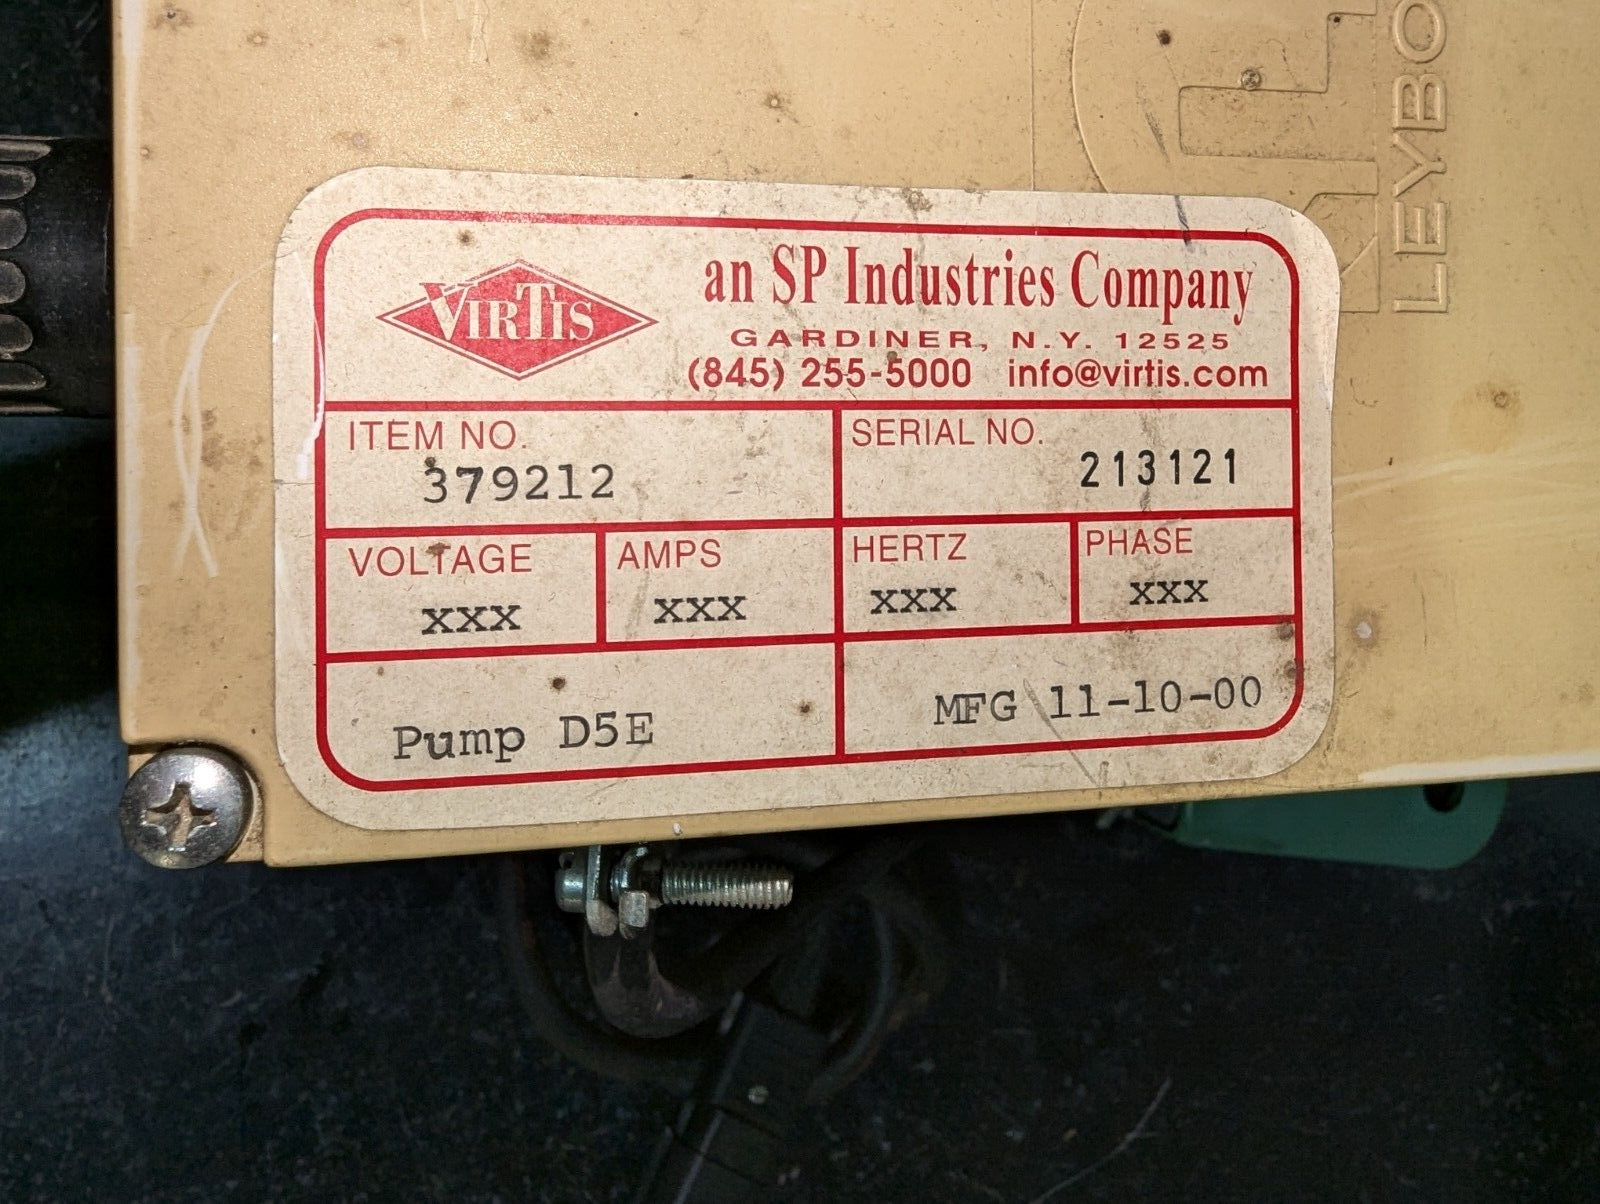 VIRTIS
an SP Industries Company
GARDINER, N.Y. 12525
(845) 255-5000 info@virtis.com
ITEM NO.
379212
SERIAL NO.
213121
VOLTAGE
xxx
AMPS
xxx
HERTZ
xxx
PHASE
xxx
Pump D5E
MFG 11-10-00
LEYBO